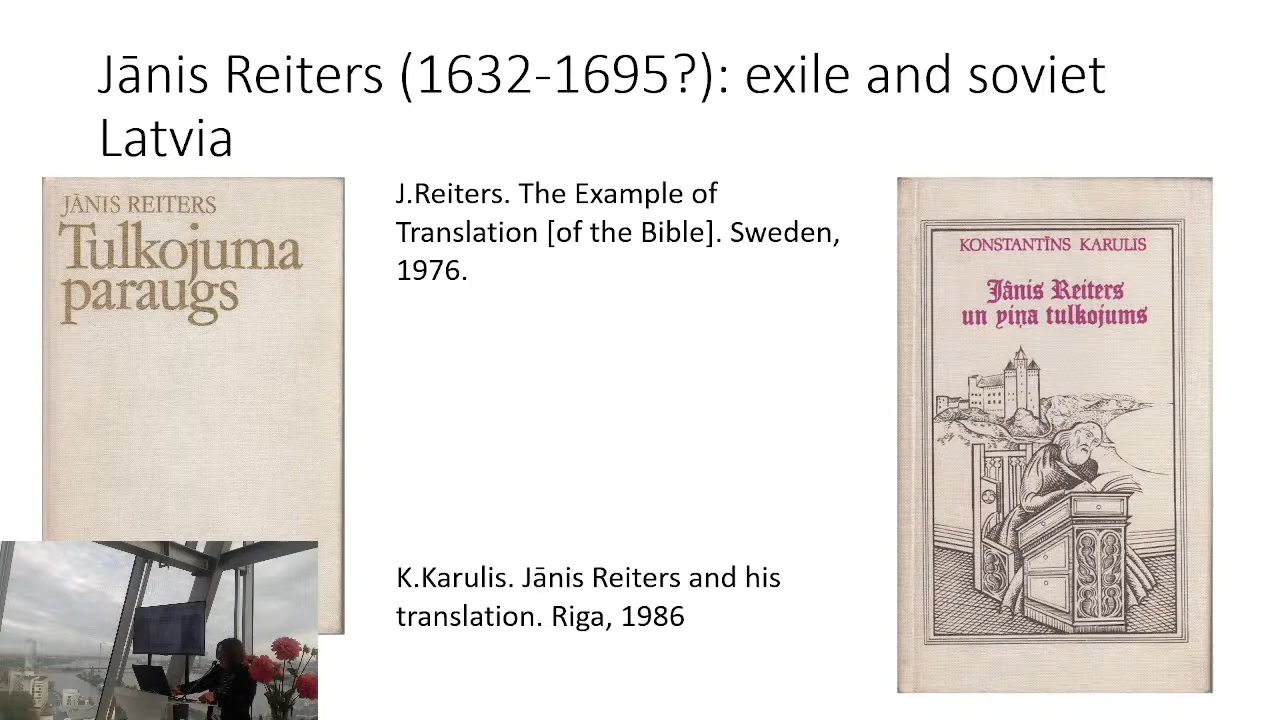 Jānis Reiters (1632-1695?): exile and soviet
Latvia
JĀNIS REITERS
Tulkojuma
paraugs
J.Reiters. The Example of
Translation [of the Bible]. Sweden,
1976.
KONSTANTĪNS KARULIS
Jānis Reiters
un viņa tulkojums
K.Karulis. Jānis Reiters and his
translation. Riga, 1986